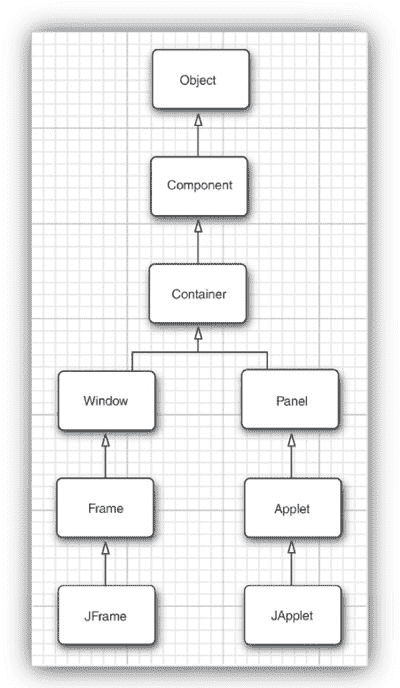 Object
Component
Container
Window
Panel
Frame
Applet
JFrame
JApplet